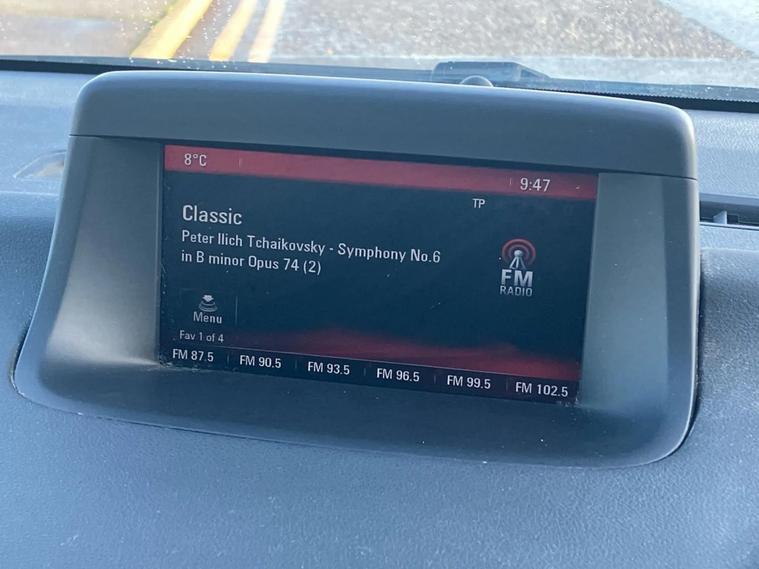 8°C
9:47
TP
Classic
Peter Ilich Tchaikovsky - Symphony No.6
in B minor Opus 74 (2)
FM
RADIO
Menu
Fav 1 of 4
FM 87.5 FM 90.5 FM 93.5 FM 96.5 FM 99.5 FM 102.5